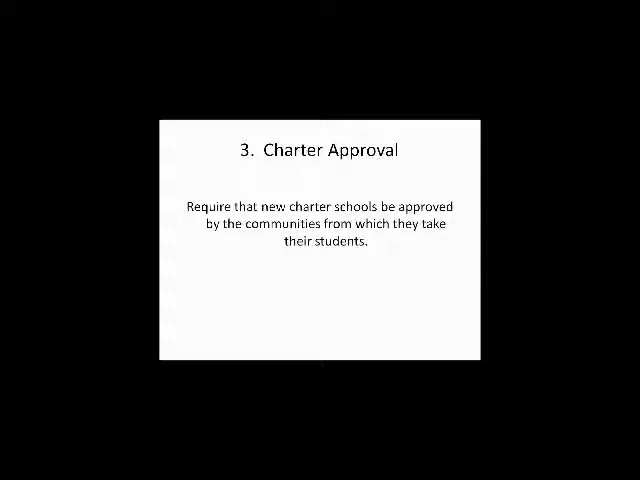 3. Charter Approval
Require that new charter schools be approved
by the communities from which they take
their students.